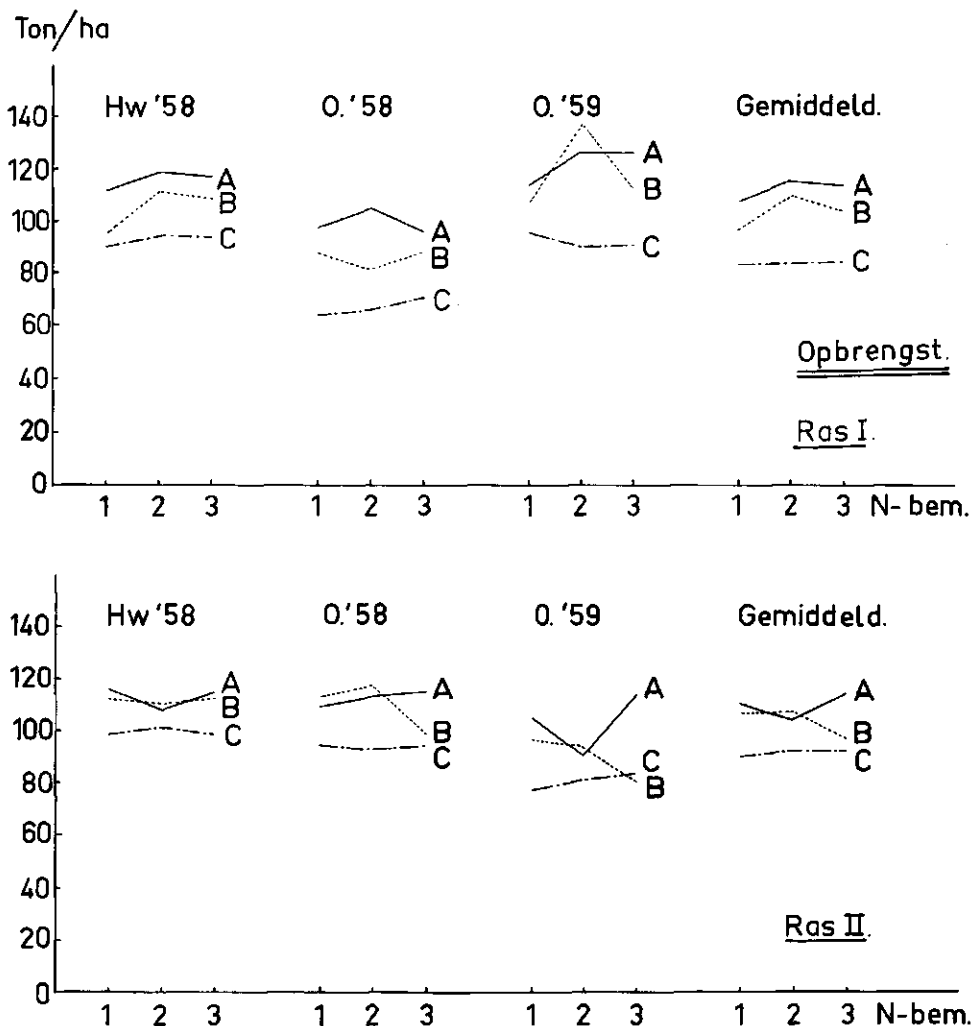 Ton/ha
Hw '58 O.'58 O.'59 Gemiddeld.
140
120
100
80
60
40
20
0
A
B
C
A
B
C
A
B
C
A
B
C
Opbrengst.
Ras I.
1 2 3 1 2 3 1 2 3 1 2 3 N-bem.
Hw '58 O.'58 O.'59 Gemiddeld.
140
120
100
80
60
40
20
0
A
B
C
A
B
C
A
C
B
A
B
C
Ras II.
1 2 3 1 2 3 1 2 3 1 2 3 N-bem.